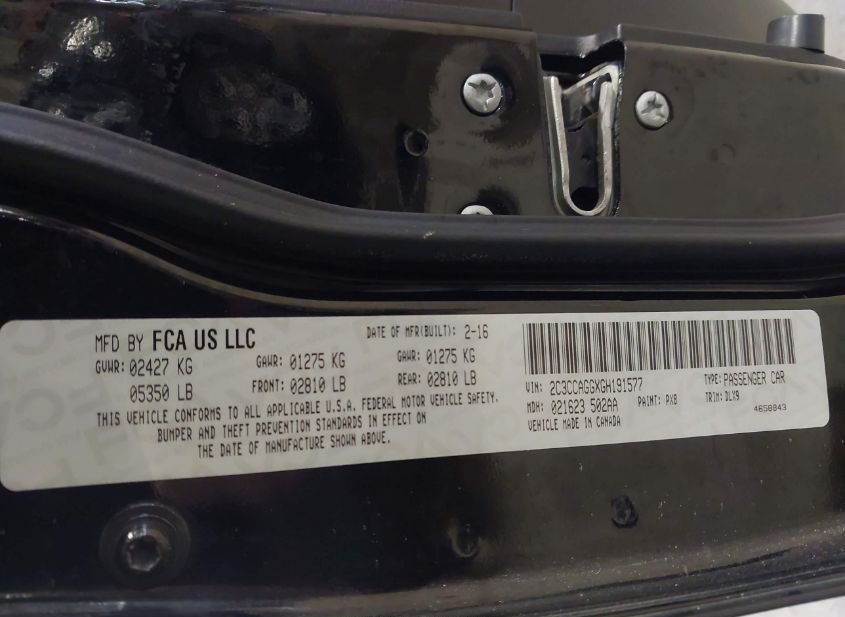 MFD BY FCA US LLC DATE OF MFR(BUILT): 2-16
GVWR: 02427 KG GAWR: 01275 KG GAWR: 01275 KG
05350 LB FRONT: 02810 LB REAR: 02810 LB
THIS VEHICLE CONFORMS TO ALL APPLICABLE U.S.A. FEDERAL MOTOR VEHICLE SAFETY.
BUMPER AND THEFT PREVENTION STANDARDS IN EFFECT ON
THE DATE OF MANUFACTURE SHOWN ABOVE.
VIN: 2C3CCAGGXGH191577 TYPE: PASSENGER CAR
MDH: 021623 502AA PAINT: PX8 TRIM: DLX9
VEHICLE MADE IN CANADA 4658843